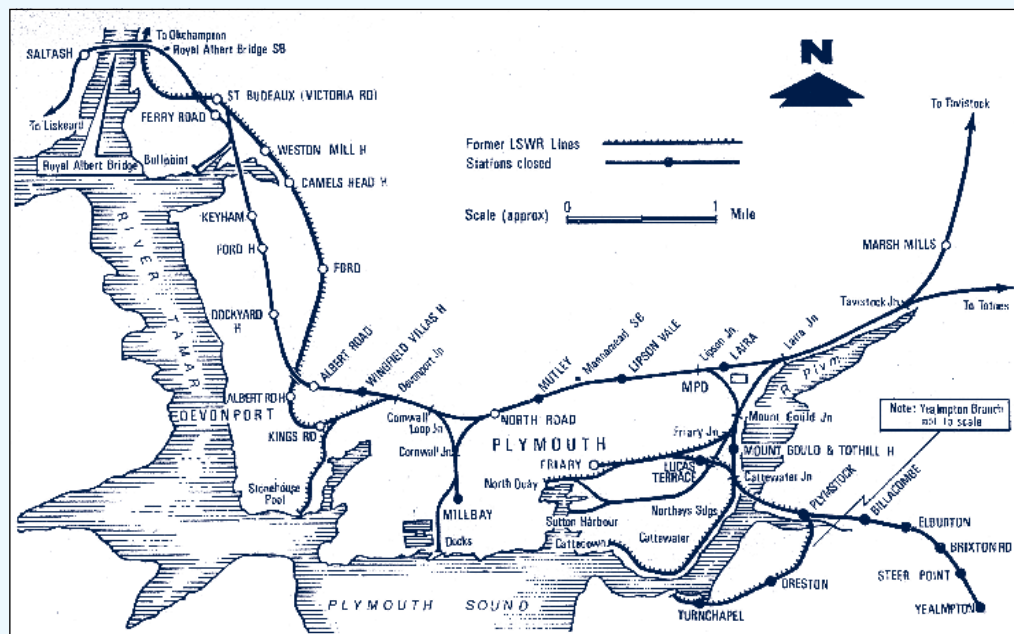 To Okehampton
Royal Albert Bridge SB
SALTASH
ST BUDEAUX (VICTORIA RD)
FERRY ROAD
To Liskeard
Royal Albert Bridge
Bullpoint
WESTON MILL H
CAMELS HEAD H
KEYHAM
FORD H
FORD
DOCKYARD H
RIVER TAMAR
N
To Tavistock
Former LSWR Lines
Stations closed
Scale (approx) 0 1 Mile
MARSH MILLS
Tavistock Jn
To Totnes
ALBERT ROAD
WINGFIELD VILLAS H
Devonport Jn
MUTLEY
Mannamead SB
LIPSON VALE
Lipson Jn
LAIRA
Laira Jn
R Plym
MPD
ALBERT RD H
DEVONPORT
KINGS RD
Cornwall Loop Jn
Cornwall Jn
NORTH ROAD
PLYMOUTH
Mount Gould Jn
Friary Jn
MOUNT GOULD & TOTHILL H
Note: Yealmpton Branch not to scale
FRIARY
LUCAS TERRACE
Cattewater Jn
North Quay
Stonehouse Pool
MILLBAY
Docks
Sutton Harbour
Northeys Sdgs
Cattedown
Cattewater
PLYMSTOCK
BILLACOMBE
ELBURTON
BRIXTON RD
STEER POINT
YEALMPTON
ORESTON
TURNCHAPEL
PLYMOUTH SOUND